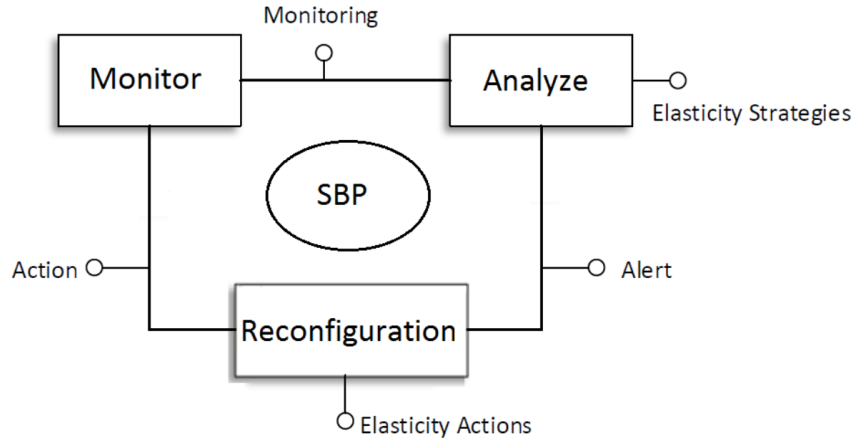 Monitoring
Monitor
Analyze
Elasticity Strategies
SBP
Action
Alert
Reconfiguration
Elasticity Actions